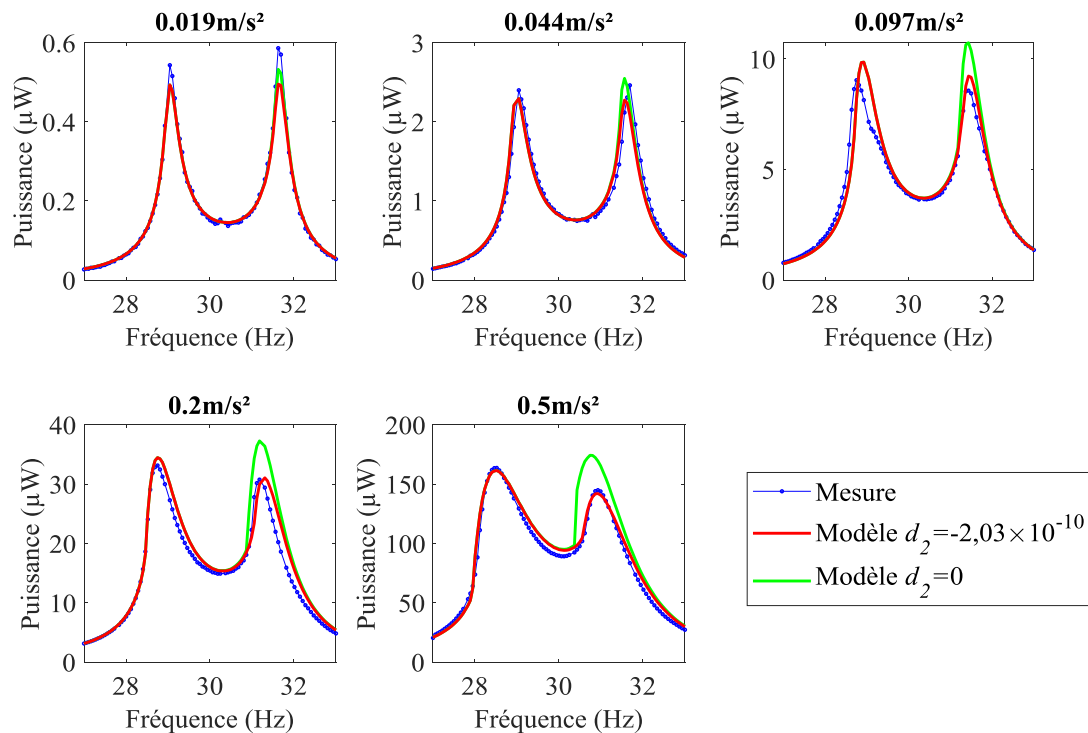 0.019m/s²
0.6
0.4
0.2
0
28
30
32
Puissance (µW)
Fréquence (Hz)
0.044m/s²
3
2
1
0
28
30
32
Puissance (µW)
Fréquence (Hz)
0.097m/s²
10
5
0
28
30
32
Puissance (µW)
Fréquence (Hz)
0.2m/s²
40
30
20
10
0
28
30
32
Puissance (µW)
Fréquence (Hz)
0.5m/s²
200
150
100
50
0
28
30
32
Puissance (µW)
Fréquence (Hz)
Mesure
Modèle d₂=-2,03×10⁻¹⁰
Modèle d₂=0